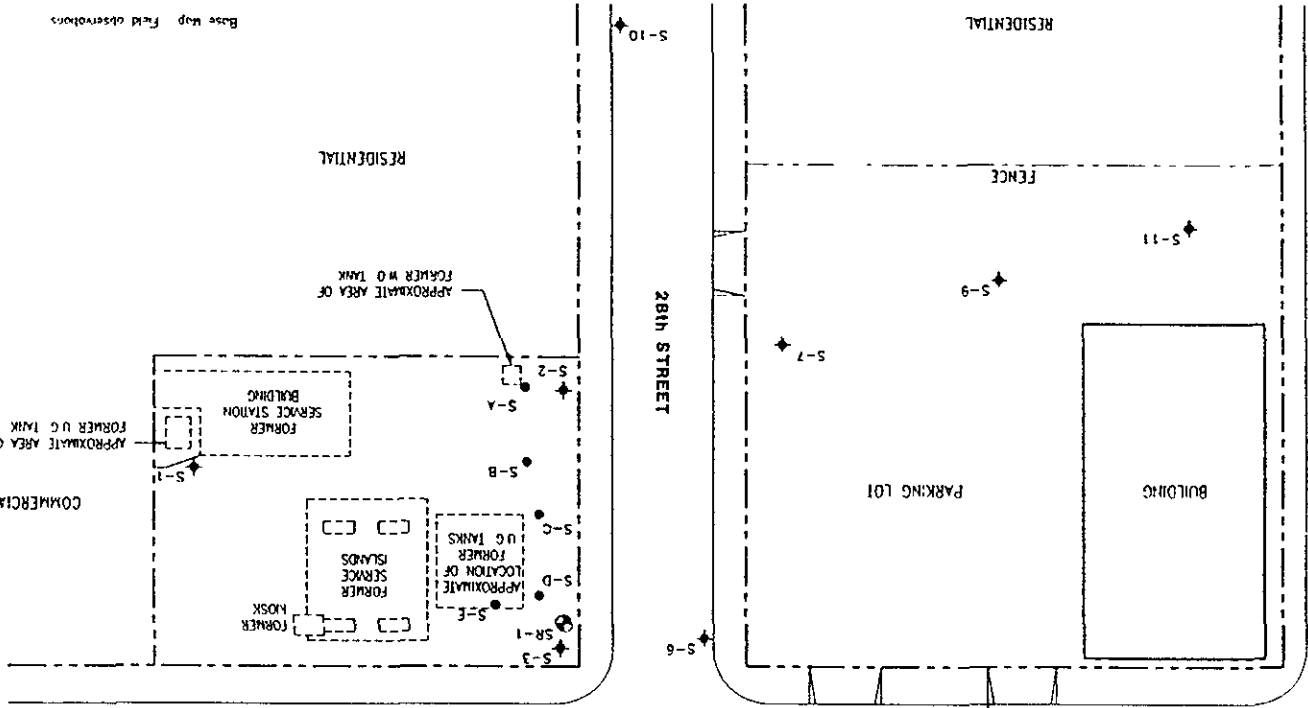 S-3
SR-1
S-6
FORMER
KIOSK
S-E
S-D
APPROXIMATE
LOCATION OF
FORMER
U G TANKS
FORMER
SERVICE
ISLANDS
S-C
COMMERCIA
PARKING LOT
BUILDING
S-1
S-B
APPROXIMATE AREA O
FORMER U G TANK
FORMER
SERVICE STATION
BUILDING
S-A
S-2
28th STREET
S-7
APPROXIMATE AREA OF
FORMER W O TANK
S-9
S-11
FENCE
RESIDENTIAL
S-10
RESIDENTIAL
Base Map Field observations